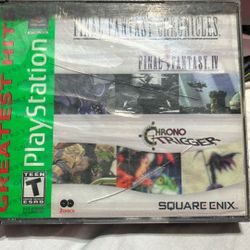 GREATEST HITS
PlayStation
FINAL FANTASY CHRONICLES
FINAL FANTASY IV
CHRONO
TRIGGER
TEEN
T
ESRB
SQUARE ENIX